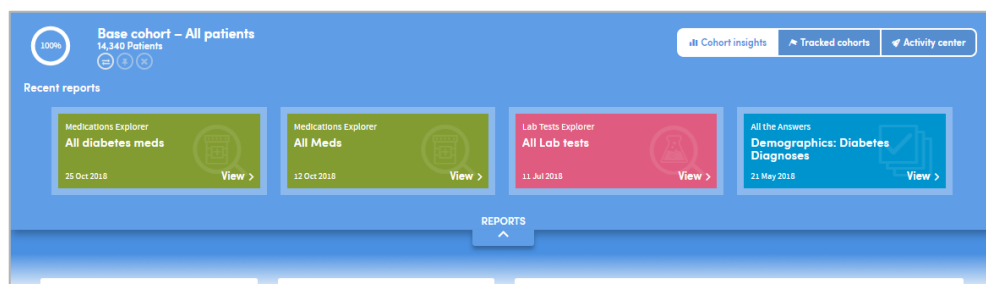 100%
Base cohort – All patients
14,340 Patients
Cohort insights
Tracked cohorts
Activity center
Recent reports
Medications Explorer
All diabetes meds
25 Oct 2018
View >
Medications Explorer
All Meds
12 Oct 2018
View >
Lab Tests Explorer
All Lab tests
11 Jul 2018
View >
All the Answers
Demographics: Diabetes
Diagnoses
21 May 2018
View >
REPORTS